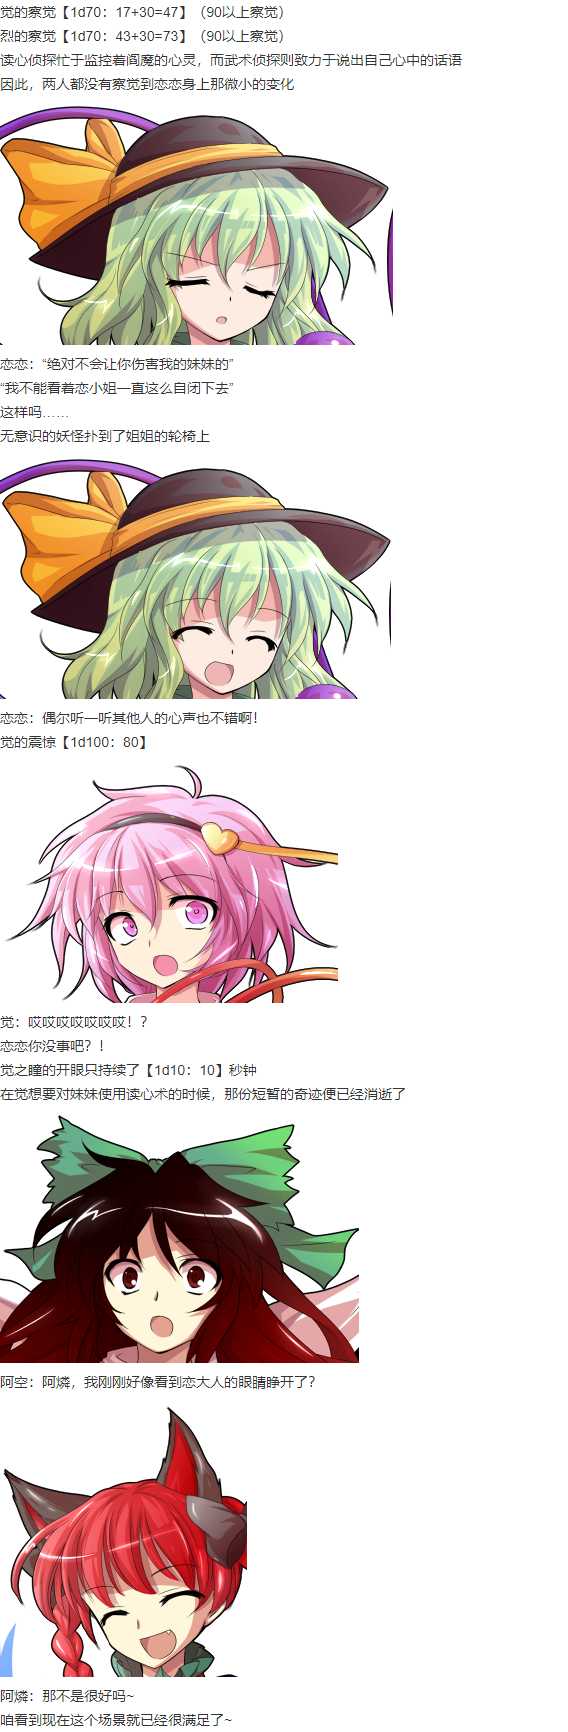 觉的察觉【1d70：17+30=47】（90以上察觉）
烈的察觉【1d70：43+30=73】（90以上察觉）
读心侦探忙于监控着阎魔的心灵，而武术侦探则致力于说出自己心中的话语
因此，两人都没有察觉到恋恋身上那微小的变化
恋恋：“绝对不会让你伤害我的妹妹的”
“我不能看着恋小姐一直这么自闭下去”
这样吗……
无意识的妖怪扑到了姐姐的轮椅上
恋恋：偶尔听一听其他人的心声也不错啊！
觉的震惊【1d100：80】
觉：哎哎哎哎哎哎哎！？
恋恋你没事吧？！
觉之瞳的开眼只持续了【1d10：10】秒钟
在觉想要对妹妹使用读心术的时候，那份短暂的奇迹便已经消逝了
阿空：阿燐，我刚刚好像看到恋大人的眼睛睁开了？
阿燐：那不是很好吗~
咱看到现在这个场景就已经很满足了~